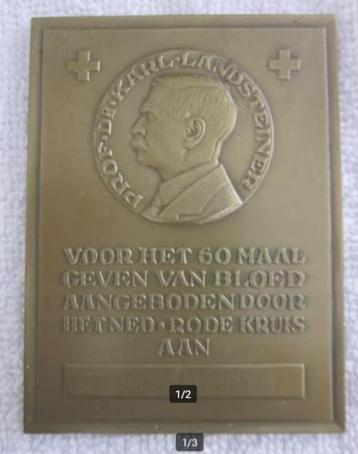 PROF·DR·KARL·LANDSTEINER
VOOR HET 60 MAAL
GEVEN VAN BLOED
AANGEBODEN DOOR
HET NED·RODE KRUIS
AAN
1/2
1/3